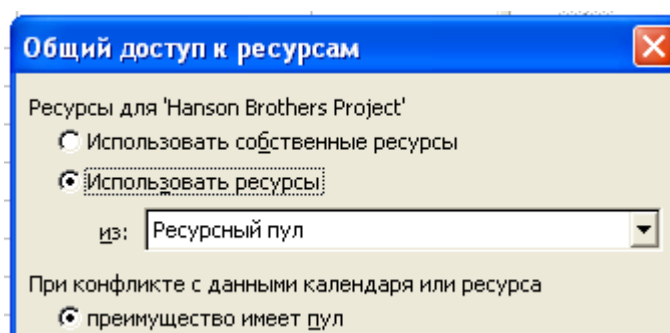 Общий доступ к ресурсам
Ресурсы для 'Hanson Brothers Project'
Использовать собственные ресурсы
Использовать ресурсы
из: Ресурсный пул
При конфликте с данными календаря или ресурса
преимущество имеет пул